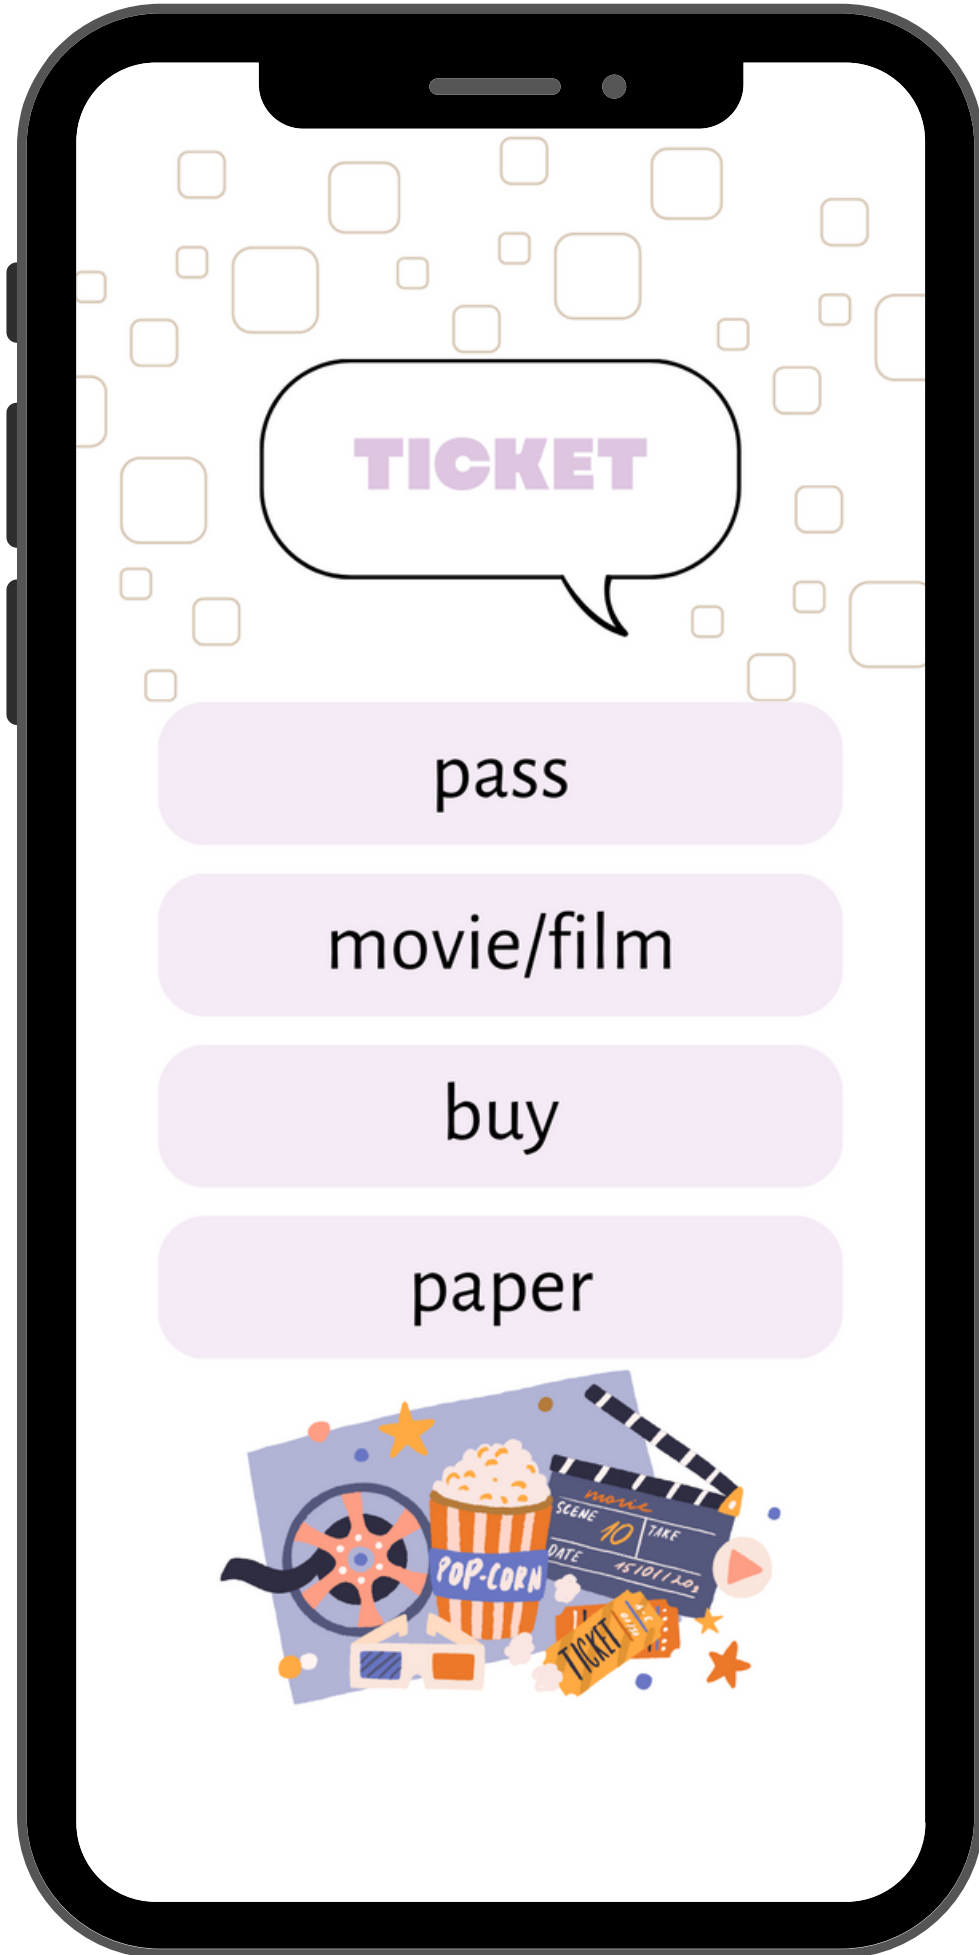 TICKET
pass
movie/film
buy
paper
movie
SCENE
10
TAKE
DATE
POP-CORN
TICKET